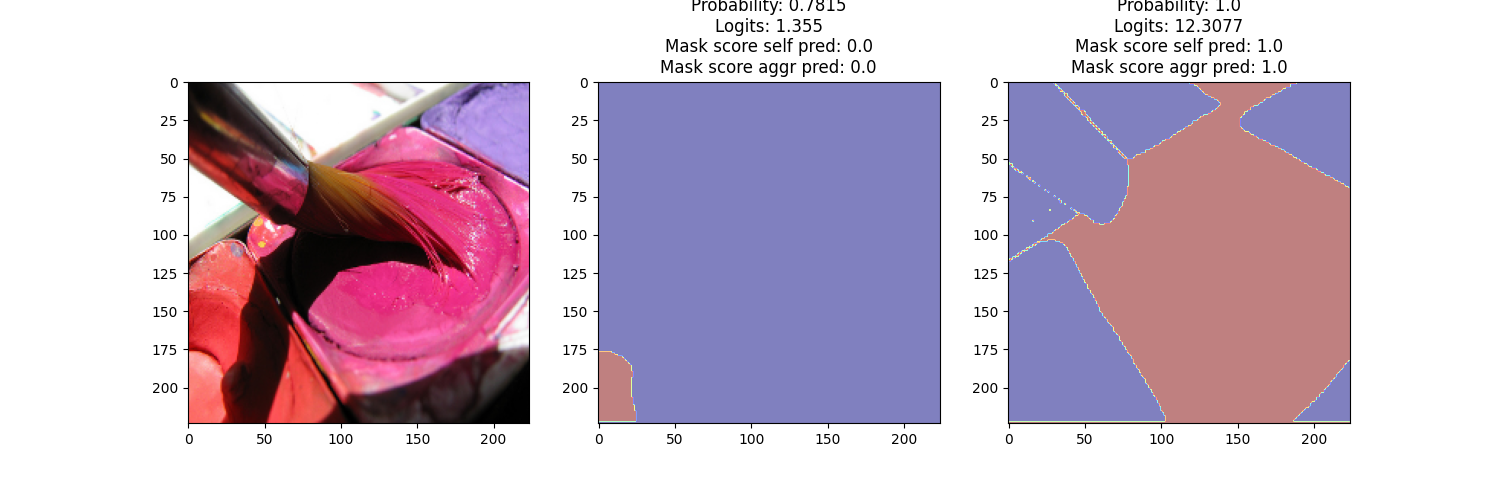 Probability: 0.7815
Logits: 1.355
Mask score self pred: 0.0
Mask score aggr pred: 0.0
Probability: 1.0
Logits: 12.3077
Mask score self pred: 1.0
Mask score aggr pred: 1.0
0
25
50
75
100
125
150
175
200
0 50 100 150 200
0
25
50
75
100
125
150
175
200
0 50 100 150 200
0
25
50
75
100
125
150
175
200
0 50 100 150 200